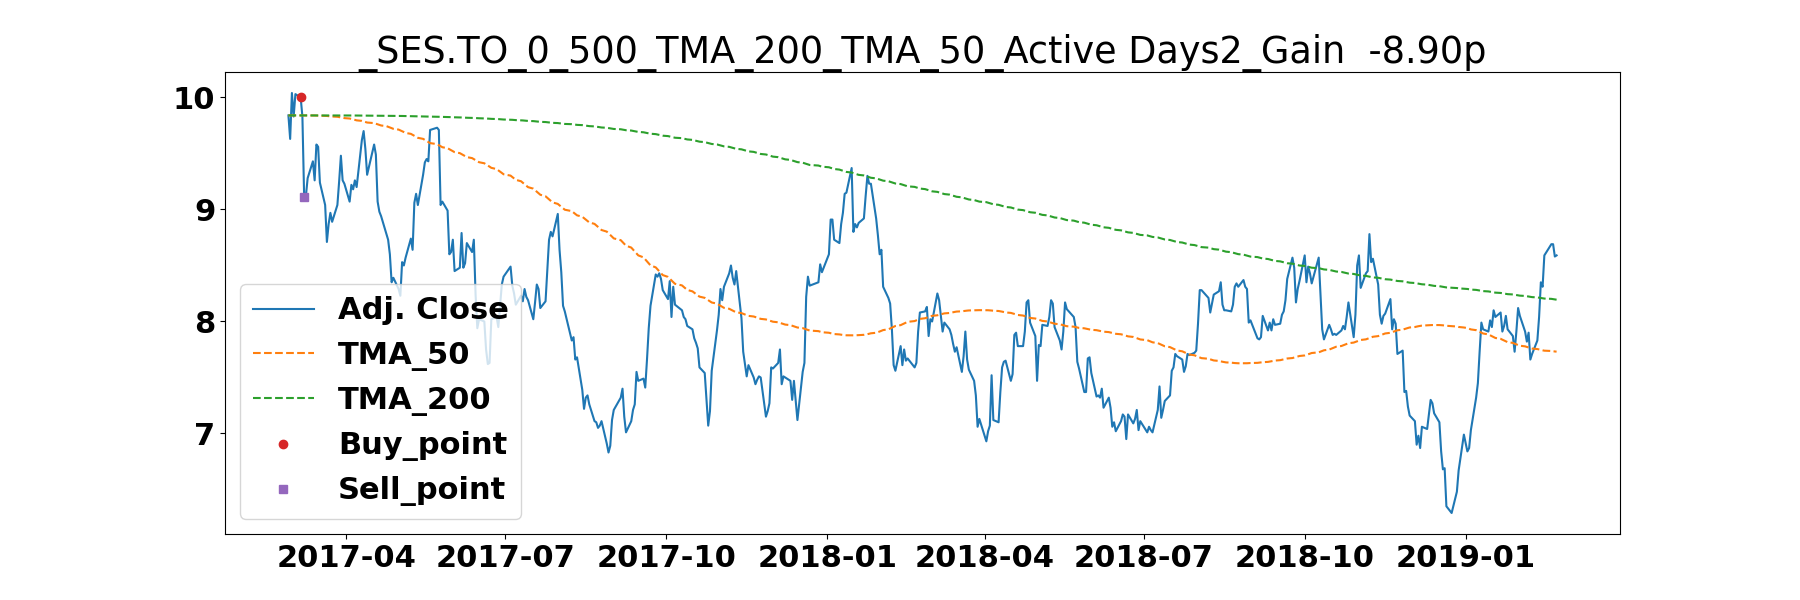 _SES.TO_0_500_TMA_200_TMA_50_Active Days2_Gain  -8.90p
10
9
8
7
Adj. Close
TMA_50
TMA_200
Buy_point
Sell_point
2017-04 2017-07 2017-10 2018-01 2018-04 2018-07 2018-10 2019-01